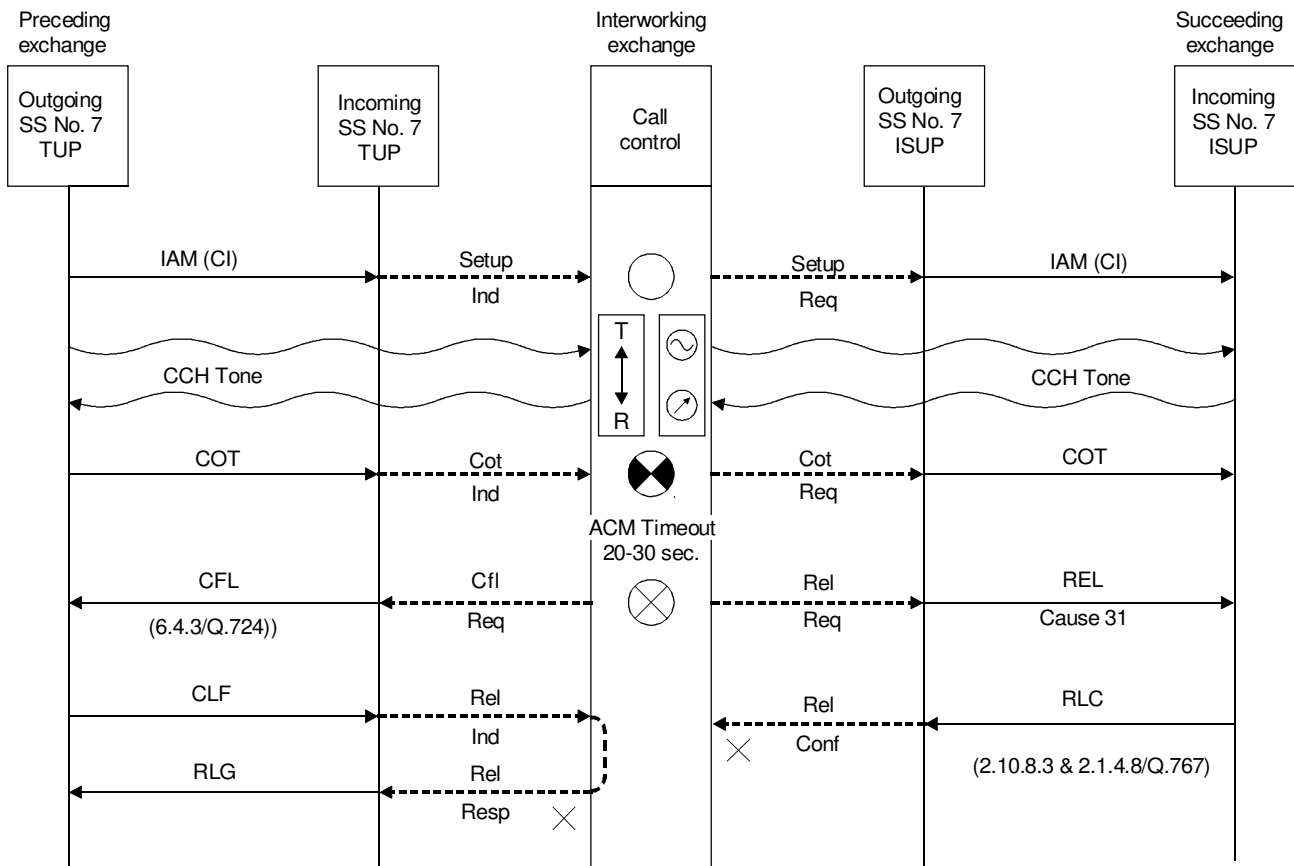 Preceding
exchange
Interworking
exchange
Succeeding
exchange
Outgoing
SS No. 7
TUP
Incoming
SS No. 7
TUP
Call
control
Outgoing
SS No. 7
ISUP
Incoming
SS No. 7
ISUP
IAM (CI)
Setup
Ind
Setup
Req
IAM (CI)
CCH Tone
T
R
CCH Tone
COT
Cot
Ind
Cot
Req
COT
ACM Timeout
20-30 sec.
CFL
(6.4.3/Q.724))
Cfl
Req
Rel
Req
REL
Cause 31
CLF
Rel
Ind
Rel
Conf
RLC
(2.10.8.3 & 2.1.4.8/Q.767)
RLG
Rel
Resp